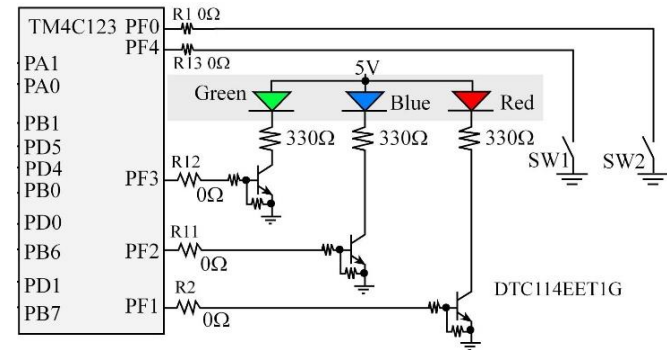 TM4C123 PF0 R1 0Ω
PF4 R13 0Ω
PA1
PA0
5V
Green Blue Red
PB1
330Ω 330Ω 330Ω
PD5
SW1 SW2
PD4
R12
PF3 0Ω
PB0
PD0
R11
PB6 PF2 0Ω
PD1
R2 DTC114EET1G
PB7 PF1 0Ω